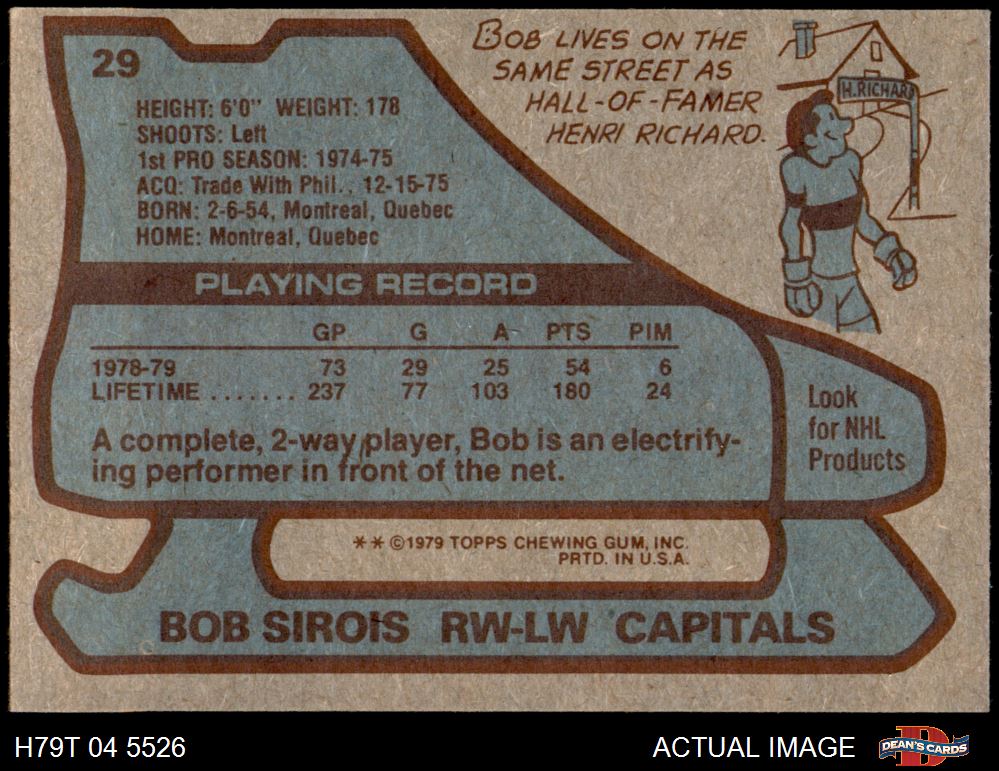 29
HEIGHT: 6'0" WEIGHT: 178
SHOOTS: Left
1st PRO SEASON: 1974-75
ACQ: Trade With Phil., 12-15-75
BORN: 2-6-54, Montreal, Quebec
HOME: Montreal, Quebec
BOB LIVES ON THE
SAME STREET AS
HALL-OF-FAMER
HENRI RICHARD.
H.RICHARD
PLAYING RECORD
GP G A PTS PIM
1978-79 73 29 25 54 6
LIFETIME ....... 237 77 103 180 24
A complete, 2-way player, Bob is an electrify-
ing performer in front of the net.
Look
for NHL
Products
**©1979 TOPPS CHEWING GUM, INC.
PRTD. IN U.S.A.
BOB SIROIS RW-LW CAPITALS
H79T 04 5526
ACTUAL IMAGE
D
DEAN'S CARDS